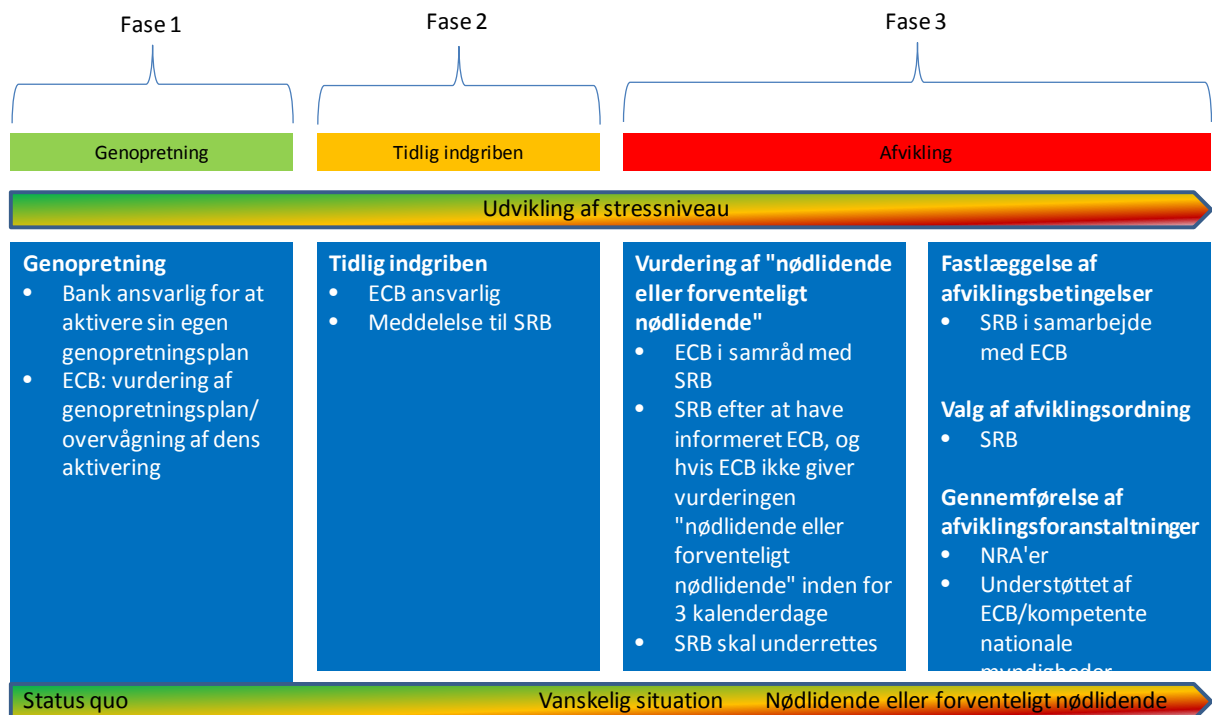 Fase 1
Fase 2
Fase 3
Genopretning
Tidlig indgriben
Afvikling
Udvikling af stressniveau
Genopretning
• Bank ansvarlig for at
aktivere sin egen
genopretningsplan
• ECB: vurdering af
genopretningsplan/
overvågning af dens
aktivering
Tidlig indgriben
• ECB ansvarlig
• Meddelelse til SRB
Vurdering af "nødlidende
eller forventeligt
nødlidende"
• ECB i samråd med
SRB
• SRB efter at have
informeret ECB, og
hvis ECB ikke giver
vurderingen
"nødlidende eller
forventeligt
nødlidende" inden for
3 kalenderdage
• SRB skal underrettes
Fastlæggelse af
afviklingsbetingelser
• SRB i samarbejde
med ECB
Valg af afviklingsordning
• SRB
Gennemførelse af
afviklingsforanstaltninger
• NRA'er
• Understøttet af
ECB/kompetente
nationale
myndigheder
Status quo
Vanskelig situation
Nødlidende eller forventeligt nødlidende